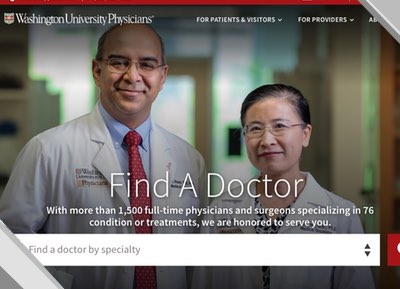 Washington University Physicians
FOR PATIENTS & VISITORS FOR PROVIDERS
Find A Doctor
With more than 1,500 full-time physicians and surgeons specializing in 76
condition or treatments, we are honored to serve you.
Find a doctor by specialty